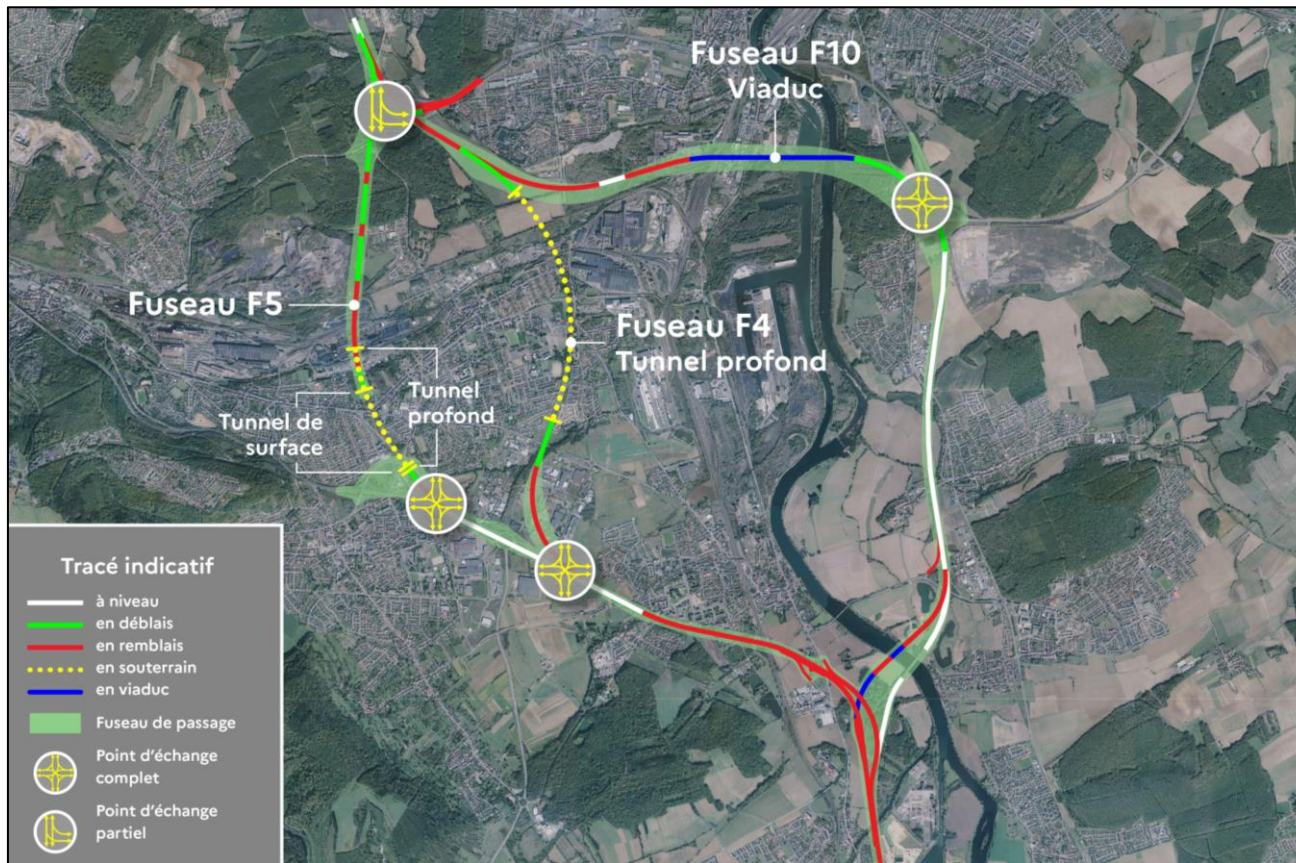 Fuseau F10
Viaduc
Fuseau F5
Fuseau F4
Tunnel profond
Tunnel
profond
Tunnel de
surface
Tracé indicatif
à niveau
en déblais
en remblais
en souterrain
en viaduc
Fuseau de passage
Point d’échange
complet
Point d’échange
partiel